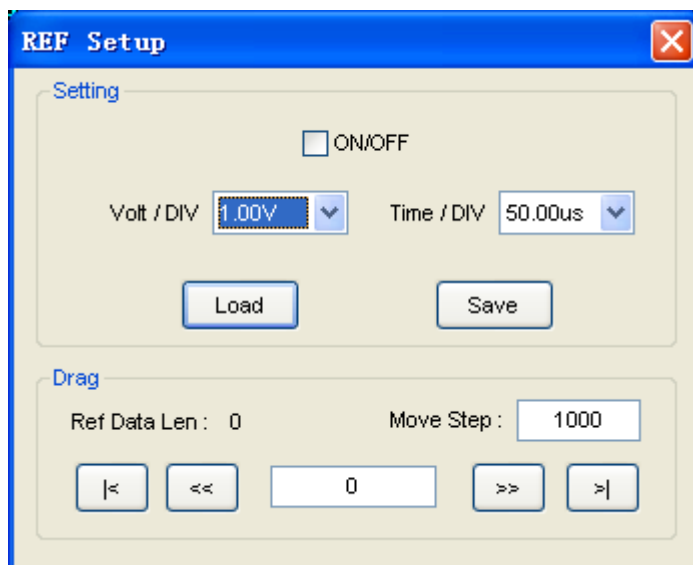 REF Setup
Setting
ON/OFF
Volt / DIV 1.00V Time / DIV 50.00us
Load Save
Drag
Ref Data Len : 0 Move Step : 1000
|< << 0 >> >|